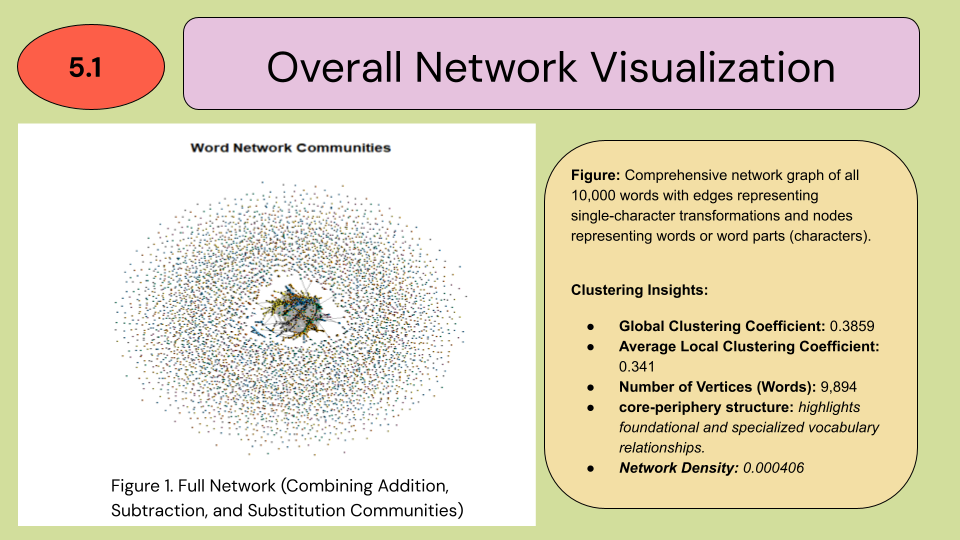 5.1
Overall Network Visualization
Word Network Communities
Figure 1. Full Network (Combining Addition,
Subtraction, and Substitution Communities)
Figure: Comprehensive network graph of all
10,000 words with edges representing
single-character transformations and nodes
representing words or word parts (characters).
Clustering Insights:
● Global Clustering Coefficient: 0.3859
● Average Local Clustering Coefficient:
0.341
● Number of Vertices (Words): 9,894
● core-periphery structure: highlights
foundational and specialized vocabulary
relationships.
● Network Density: 0.000406